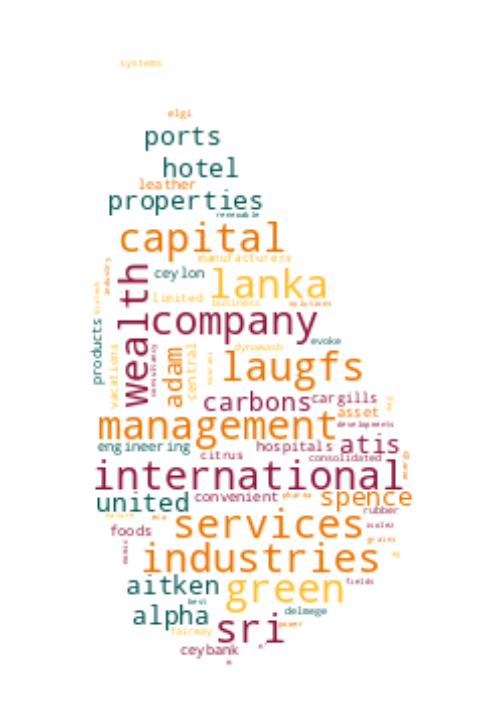 systems
elgi
ports
hotel
leather
properties
renewable
capital
manufacturers
ceylon
lanka
wealth
industry
limited business solutions
company
products
evoke
consultancy
vacations
adam
central
dynawash
laugfs
carbons cargills
asset
management
developments
engineering hospitals atis
citrus consolidated
international
united convenient pharma spence
rubber
foods services
grains
industries
aitken green fields
best
alpha delmege
fairway sri power
ceybank